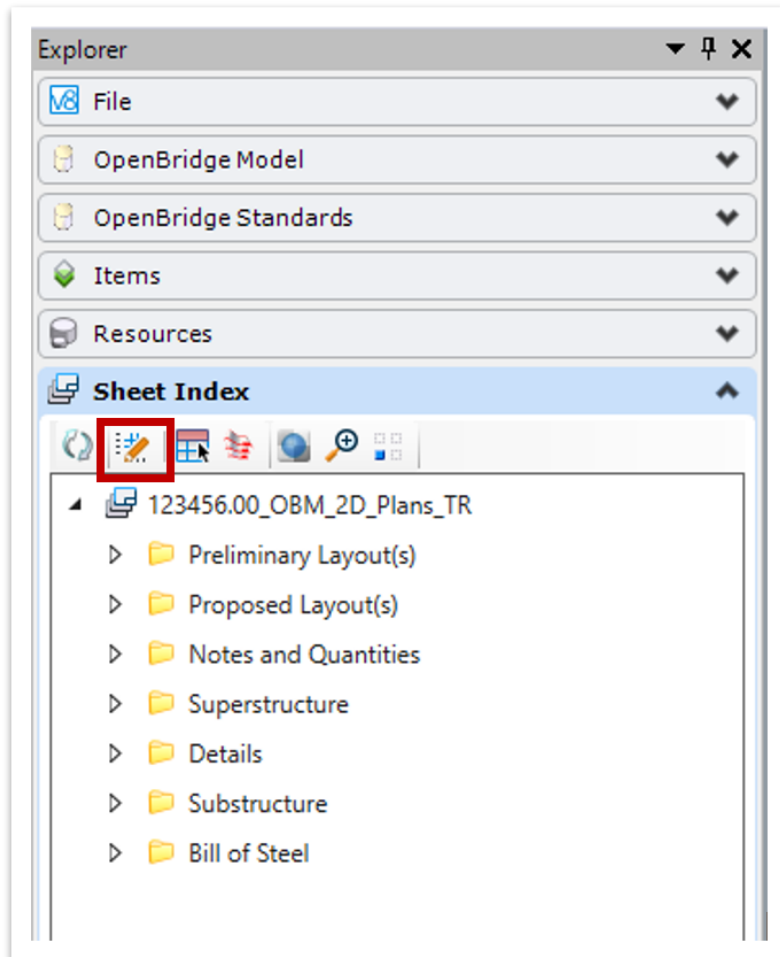 Explorer
V8 File
OpenBridge Model
OpenBridge Standards
Items
Resources
Sheet Index
123456.00_OBM_2D_Plans_TR
Preliminary Layout(s)
Proposed Layout(s)
Notes and Quantities
Superstructure
Details
Substructure
Bill of Steel